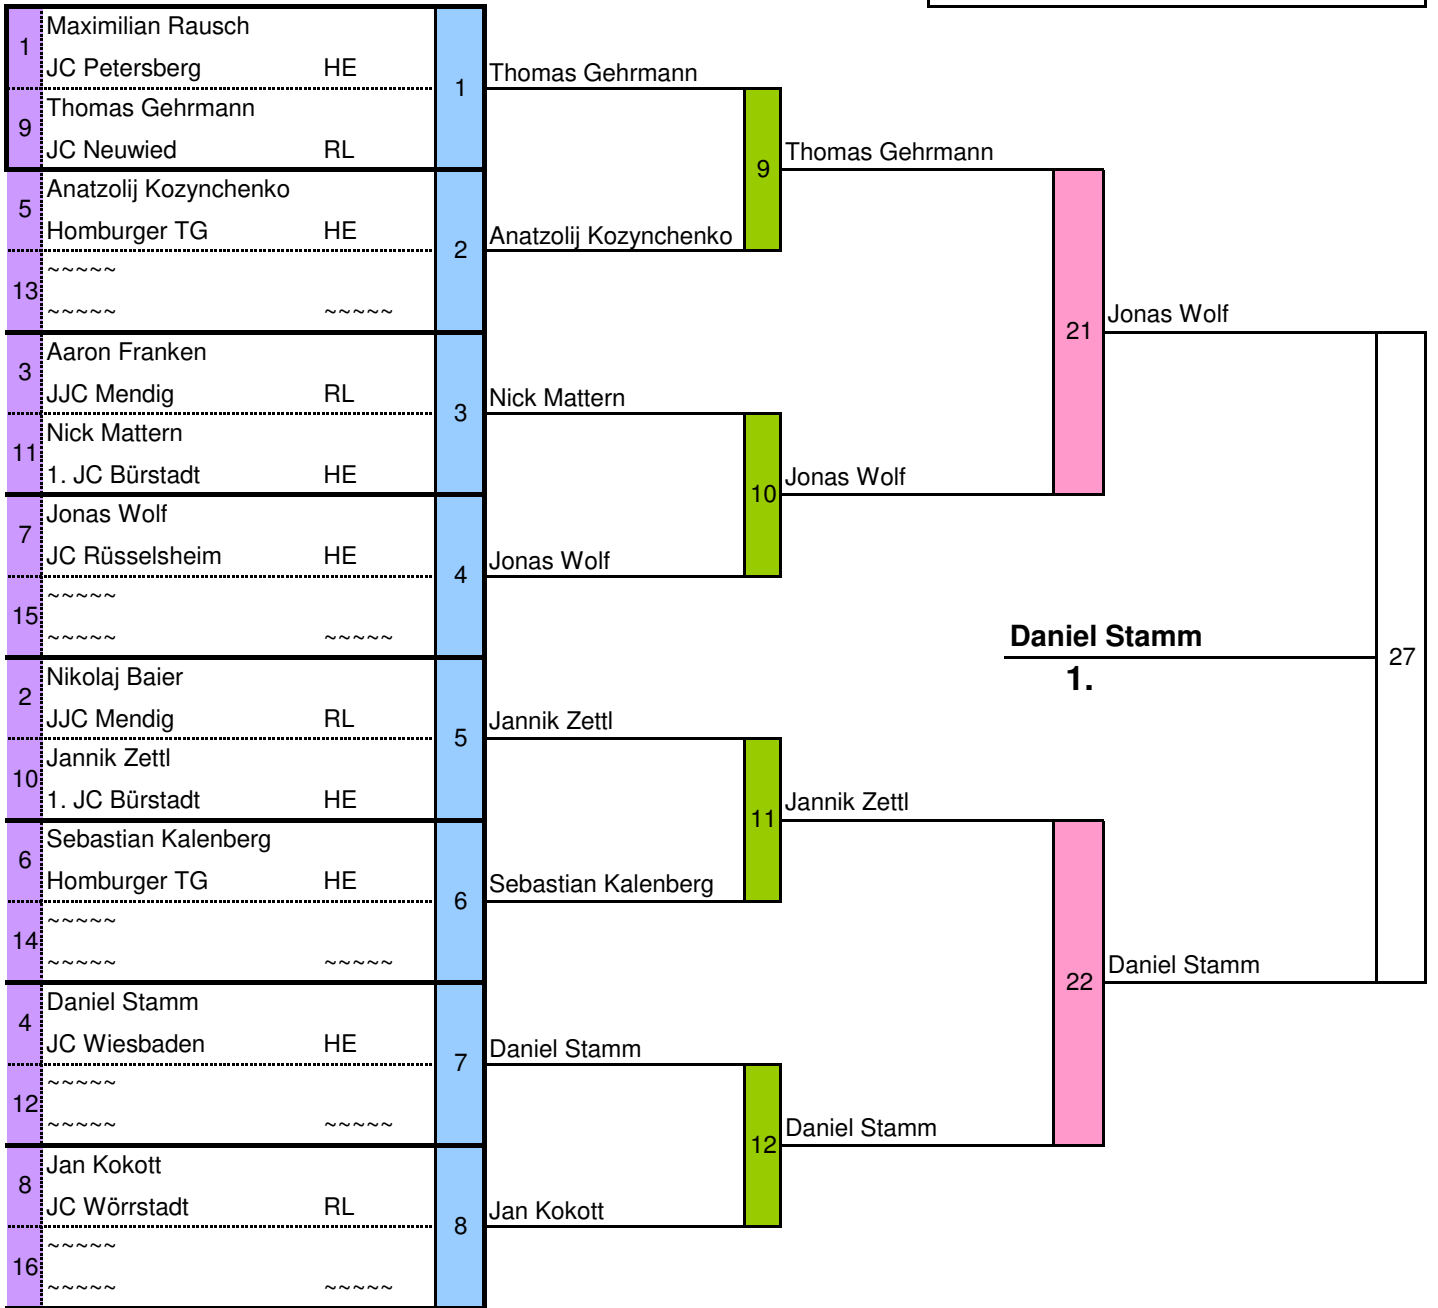 1
Maximilian Rausch
JC Petersberg HE
9
Thomas Gehrmann
JC Neuwied RL
1
5
Anatzolij Kozynchenko
Homburger TG HE
13
~~~~~
~~~~~ ~~~~~
2
3
Aaron Franken
JJC Mendig RL
11
Nick Mattern
1. JC Bürstadt HE
3
7
Jonas Wolf
JC Rüsselsheim HE
15
~~~~~
~~~~~ ~~~~~
4
2
Nikolaj Baier
JJC Mendig RL
10
Jannik Zettl
1. JC Bürstadt HE
5
6
Sebastian Kalenberg
Homburger TG HE
14
~~~~~
~~~~~ ~~~~~
6
4
Daniel Stamm
JC Wiesbaden HE
12
~~~~~
~~~~~ ~~~~~
7
8
Jan Kokott
JC Wörrstadt RL
16
~~~~~
~~~~~ ~~~~~
8
Thomas Gehrmann
Anatzolij Kozynchenko
9
Nick Mattern
Jonas Wolf
10
Jannik Zettl
Sebastian Kalenberg
11
Daniel Stamm
Jan Kokott
12
Thomas Gehrmann
Jonas Wolf
21
Jannik Zettl
Daniel Stamm
22
Jonas Wolf
Daniel Stamm
27
Daniel Stamm
1.